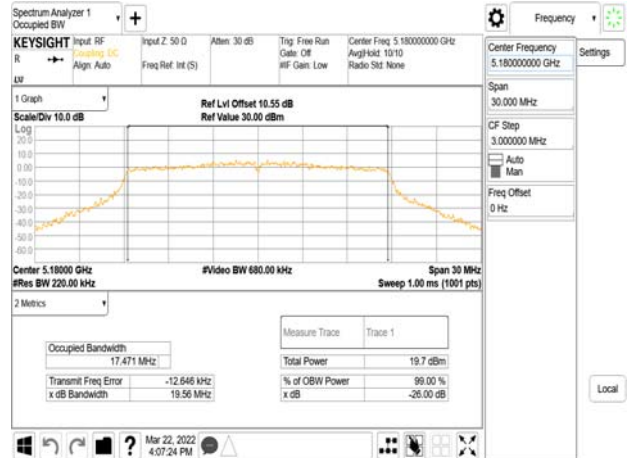 Spectrum Analyzer 1
Occupied BW
Frequency
KEYSIGHT
R
Input: RF
Coupling: DC
Align: Auto
Input Z: 50 Ω
Freq Ref: Int (S)
Atten: 30 dB
Trig: Free Run
Gate: Off
#IF Gain: Low
Center Freq: 5.180000000 GHz
Avg|Hold: 10/10
Radio Std: None
LXI
Center Frequency
5.180000000 GHz
Settings
Span
30.000 MHz
CF Step
3.000000 MHz
Auto
Man
Freq Offset
0 Hz
Local
1 Graph
Scale/Div 10.0 dB
Ref Lvl Offset 10.55 dB
Ref Value 30.00 dBm
Log
20.0
10.0
0.00
-10.0
-20.0
-30.0
-40.0
-50.0
-60.0
Center 5.18000 GHz
#Video BW 680.00 kHz
Span 30 MHz
#Res BW 220.00 kHz
Sweep 1.00 ms (1001 pts)
2 Metrics
Measure Trace
Trace 1
Occupied Bandwidth
17.471 MHz
Total Power
19.7 dBm
Transmit Freq Error
-12.646 kHz
% of OBW Power
99.00 %
x dB Bandwidth
19.56 MHz
x dB
-26.00 dB
?
Mar 22, 2022
4:07:24 PM